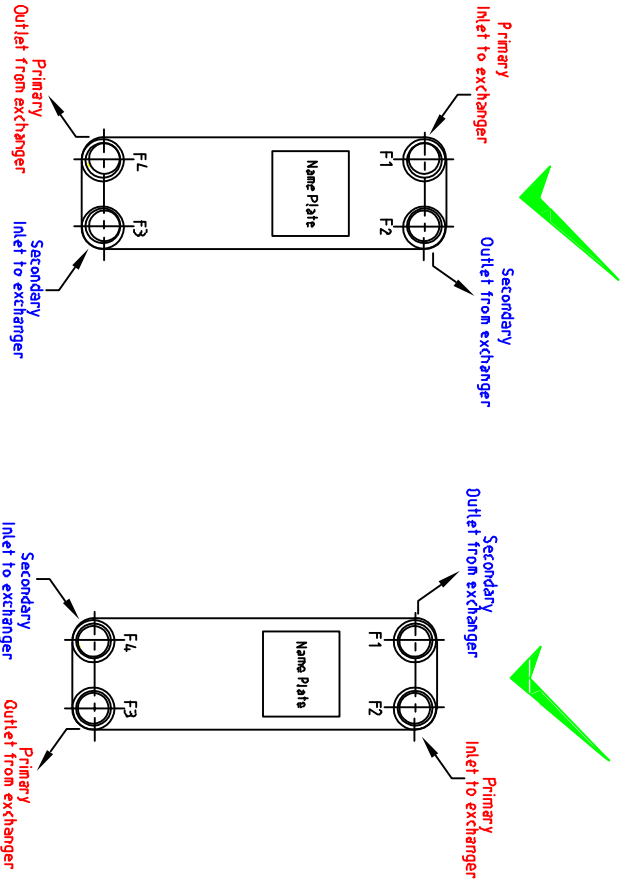 Primary
Inlet to exchanger
Secondary
Outlet from exchanger
F1
F2
Name Plate
F4
F3
Primary
Outlet from exchanger
Secondary
Inlet to exchanger
Secondary
Outlet from exchanger
Primary
Inlet to exchanger
F1
F2
Name Plate
F4
F3
Secondary
Inlet to exchanger
Primary
Outlet from exchanger